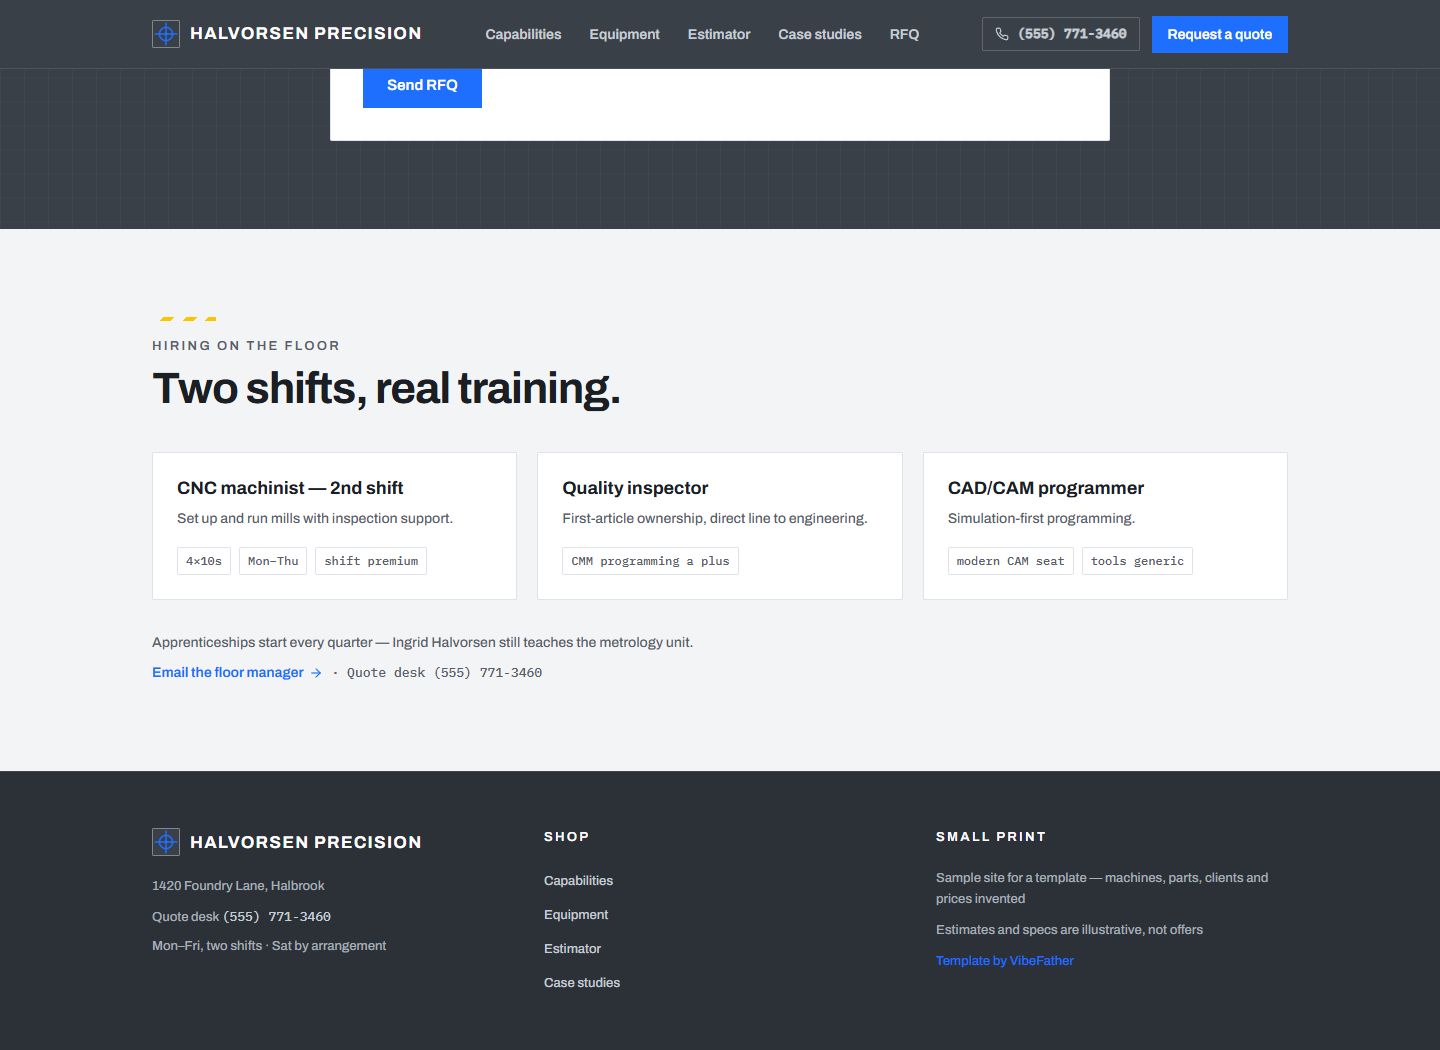 HALVORSEN PRECISION
Capabilities
Equipment
Estimator
Case studies
RFQ
(555) 771-3460
Request a quote
Send RFQ
HIRING ON THE FLOOR
Two shifts, real training.
CNC machinist — 2nd shift
Set up and run mills with inspection support.
4×10s
Mon–Thu
shift premium
Quality inspector
First-article ownership, direct line to engineering.
CMM programming a plus
CAD/CAM programmer
Simulation-first programming.
modern CAM seat
tools generic
Apprenticeships start every quarter — Ingrid Halvorsen still teaches the metrology unit.
Email the floor manager → · Quote desk (555) 771-3460
HALVORSEN PRECISION
1420 Foundry Lane, Halbrook
Quote desk (555) 771-3460
Mon–Fri, two shifts · Sat by arrangement
SHOP
Capabilities
Equipment
Estimator
Case studies
SMALL PRINT
Sample site for a template — machines, parts, clients and
prices invented
Estimates and specs are illustrative, not offers
Template by VibeFather